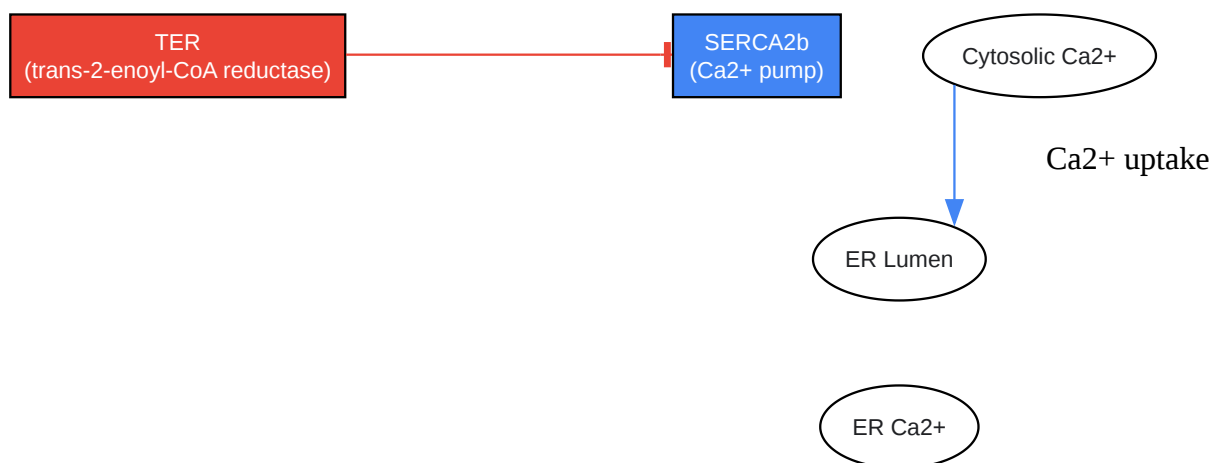 TER
(trans-2-enoyl-CoA reductase)
SERCA2b
(Ca2+ pump)
Cytosolic Ca2+
Ca2+ uptake
ER Lumen
ER Ca2+